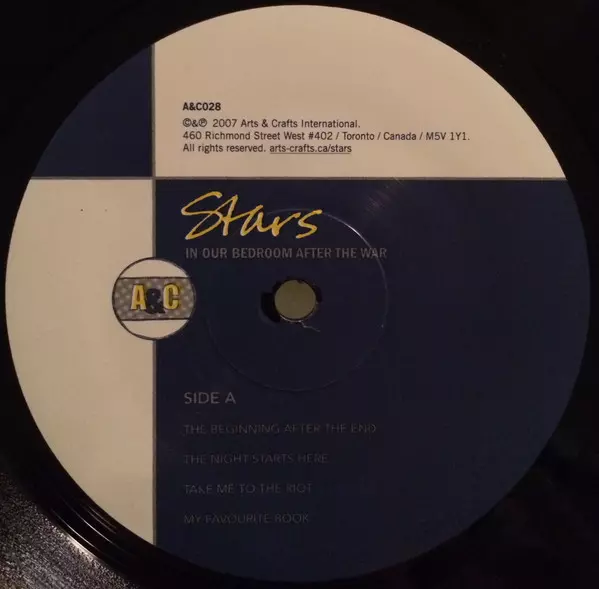 A&C028
©&℗ 2007 Arts & Crafts International.
460 Richmond Street West #402 / Toronto / Canada / M5V 1Y1.
All rights reserved. arts-crafts.ca/stars
Stars
IN OUR BEDROOM AFTER THE WAR
A&C
SIDE A
THE BEGINNING AFTER THE END
THE NIGHT STARTS HERE
TAKE ME TO THE RIOT
MY FAVOURITE BOOK